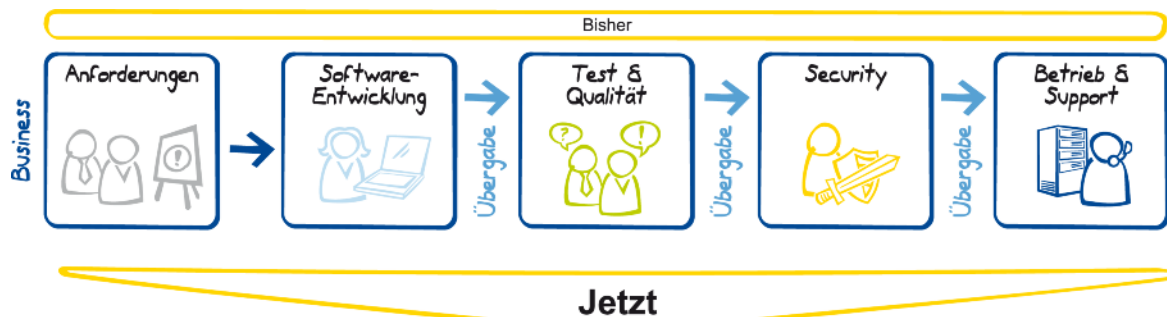 Bisher
Business
Anforderungen
Software-
Entwicklung
Übergabe
Test &
Qualität
Übergabe
Security
Übergabe
Betrieb &
Support
Jetzt